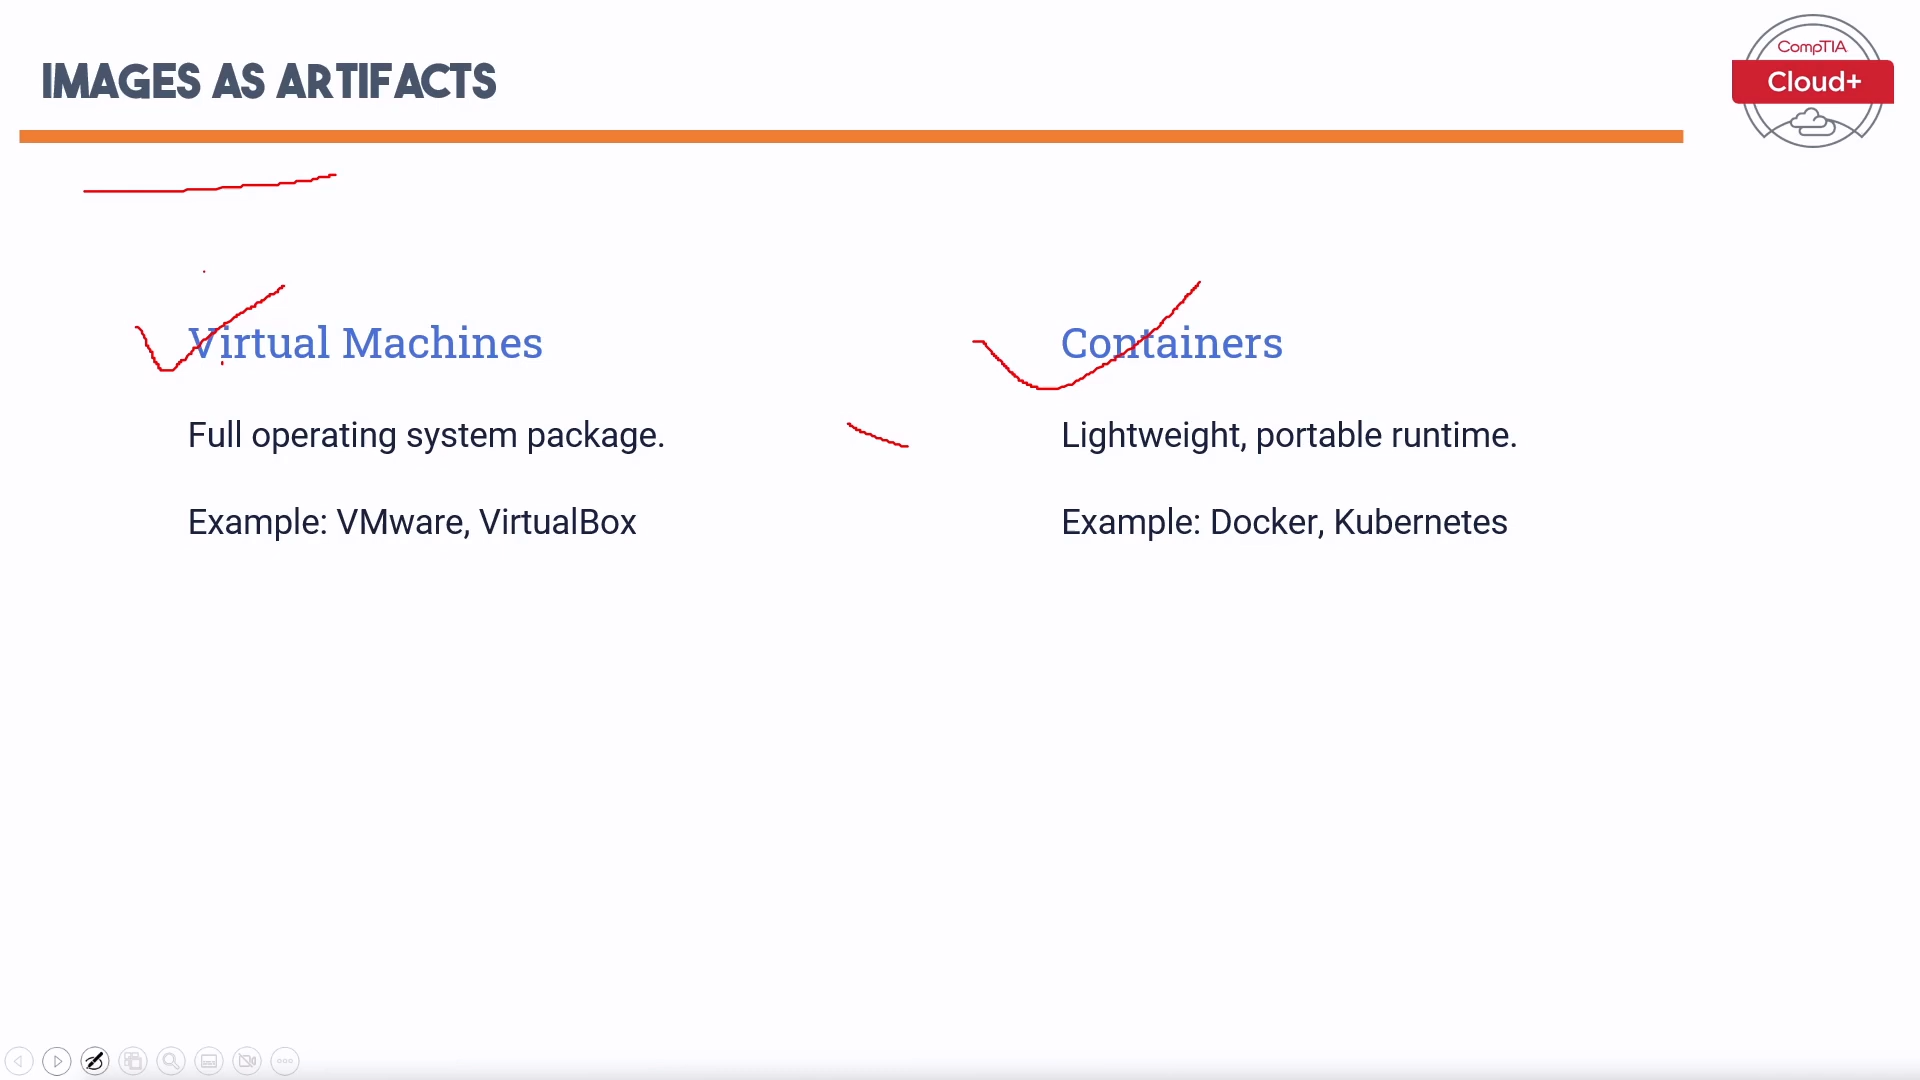 IMAGES AS ARTIFACTS
CompTIA
Cloud+
Virtual Machines
Full operating system package.
Example: VMware, VirtualBox
Containers
Lightweight, portable runtime.
Example: Docker, Kubernetes